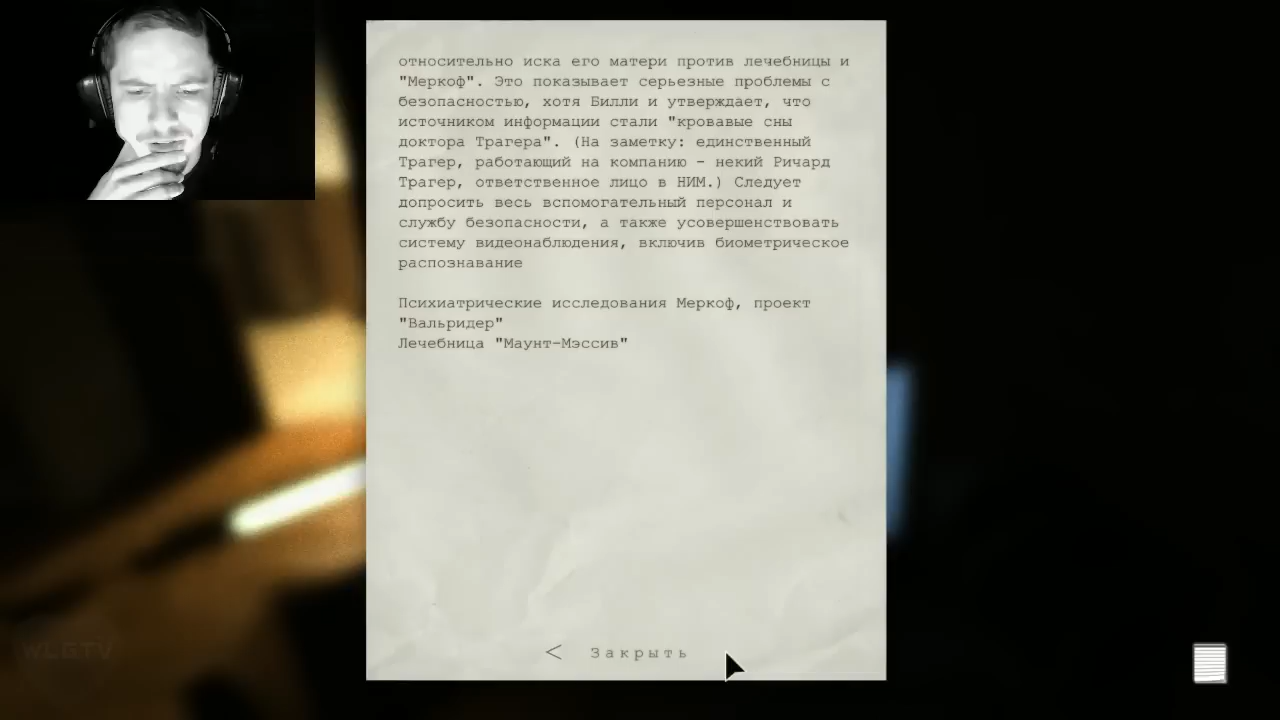 относительно иска его матери против лечебницы и
"Меркоф". Это показывает серьезные проблемы с
безопасностью, хотя Билли и утверждает, что
источником информации стали "кровавые сны
доктора Трагера". (На заметку: единственный
Трагер, работающий на компанию - некий Ричард
Трагер, ответственное лицо в НИМ.) Следует
допросить весь вспомогательный персонал и
службу безопасности, а также усовершенствовать
систему видеонаблюдения, включив биометрическое
распознавание
Психиатрические исследования Меркоф, проект
"Вальридер"
Лечебница "Маунт-Мэссив"
WLG.TV
< Закрыть